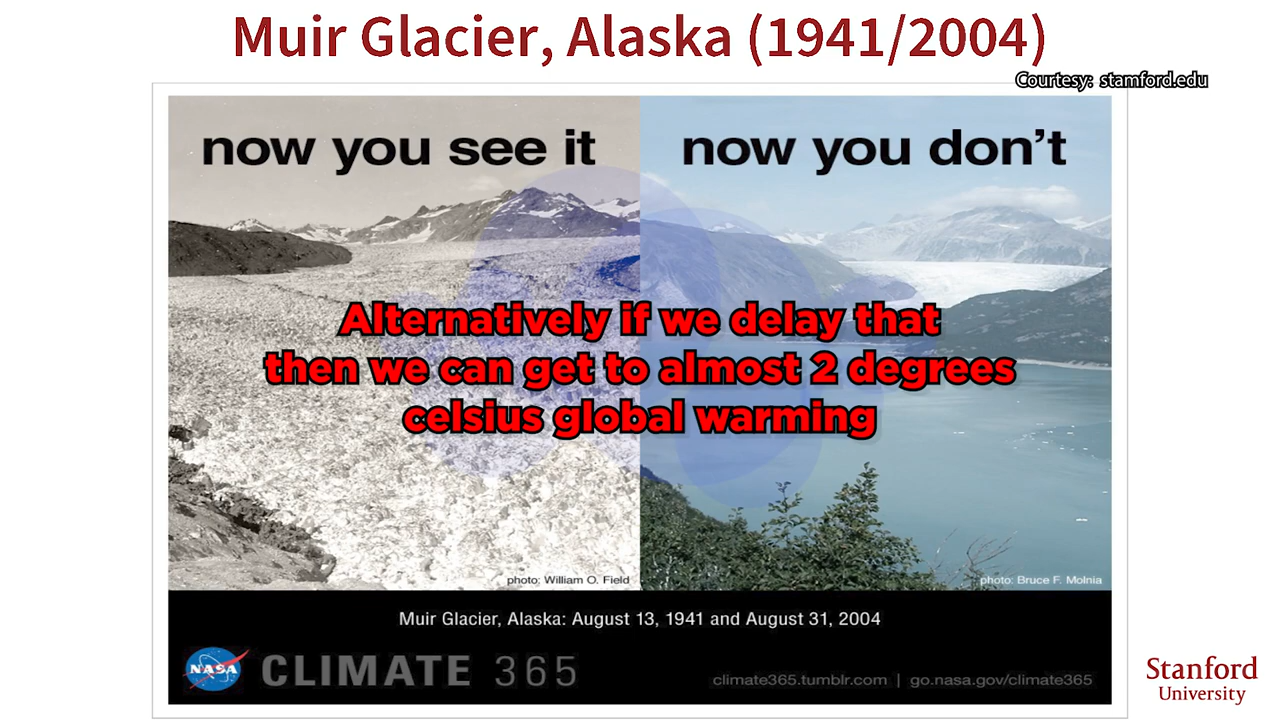 Muir Glacier, Alaska (1941/2004)
Courtesy: stamford.edu
now you see it
now you don't
Alternatively if we delay that
then we can get to almost 2 degrees
celsius global warming
photo: William O. Field
photo: Bruce F. Molnia
Muir Glacier, Alaska: August 13, 1941 and August 31, 2004
NASA
CLIMATE 365
climate365.tumblr.com | go.nasa.gov/climate365
Stanford
University